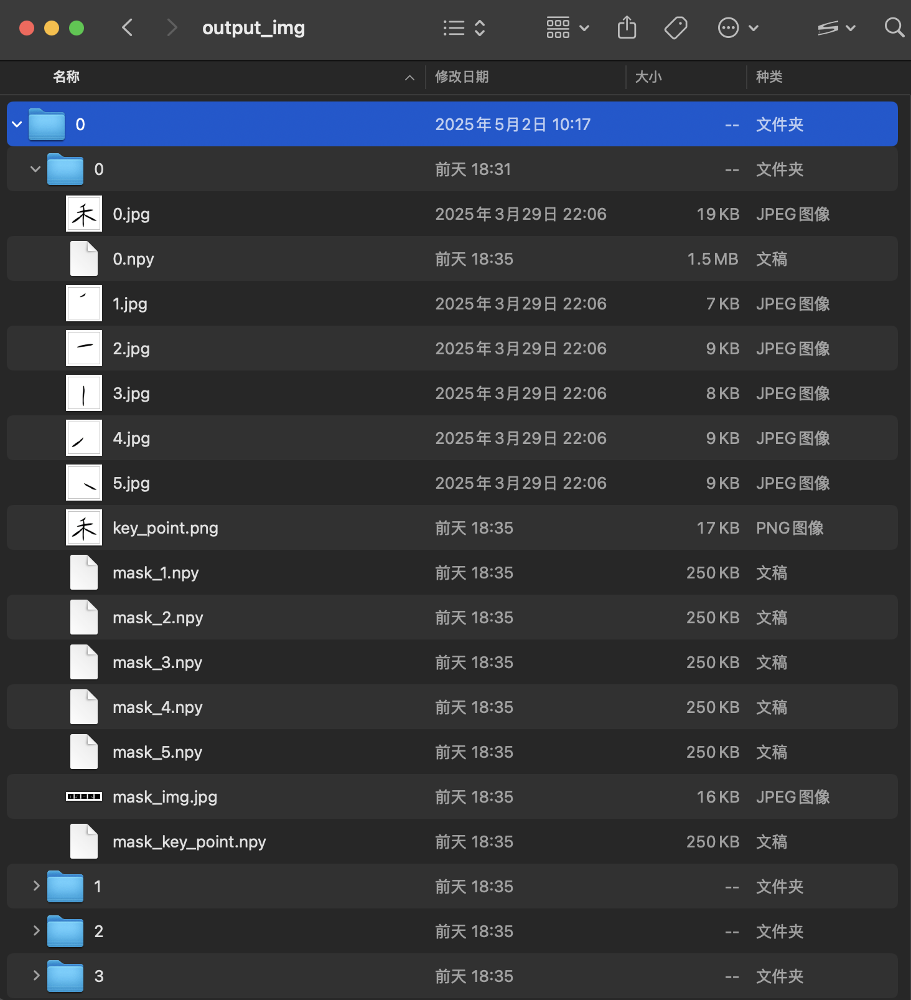 output_img
名称 修改日期 大小 种类
0 2025年5月2日 10:17 -- 文件夹
0 前天 18:31 -- 文件夹
禾 0.jpg 2025年3月29日 22:06 19 KB JPEG图像
0.npy 前天 18:35 1.5 MB 文稿
1.jpg 2025年3月29日 22:06 7 KB JPEG图像
2.jpg 2025年3月29日 22:06 9 KB JPEG图像
3.jpg 2025年3月29日 22:06 8 KB JPEG图像
4.jpg 2025年3月29日 22:06 9 KB JPEG图像
5.jpg 2025年3月29日 22:06 9 KB JPEG图像
禾 key_point.png 前天 18:35 17 KB PNG图像
mask_1.npy 前天 18:35 250 KB 文稿
mask_2.npy 前天 18:35 250 KB 文稿
mask_3.npy 前天 18:35 250 KB 文稿
mask_4.npy 前天 18:35 250 KB 文稿
mask_5.npy 前天 18:35 250 KB 文稿
mask_img.jpg 前天 18:35 16 KB JPEG图像
mask_key_point.npy 前天 18:35 250 KB 文稿
1 前天 18:35 -- 文件夹
2 前天 18:35 -- 文件夹
3 前天 18:35 -- 文件夹